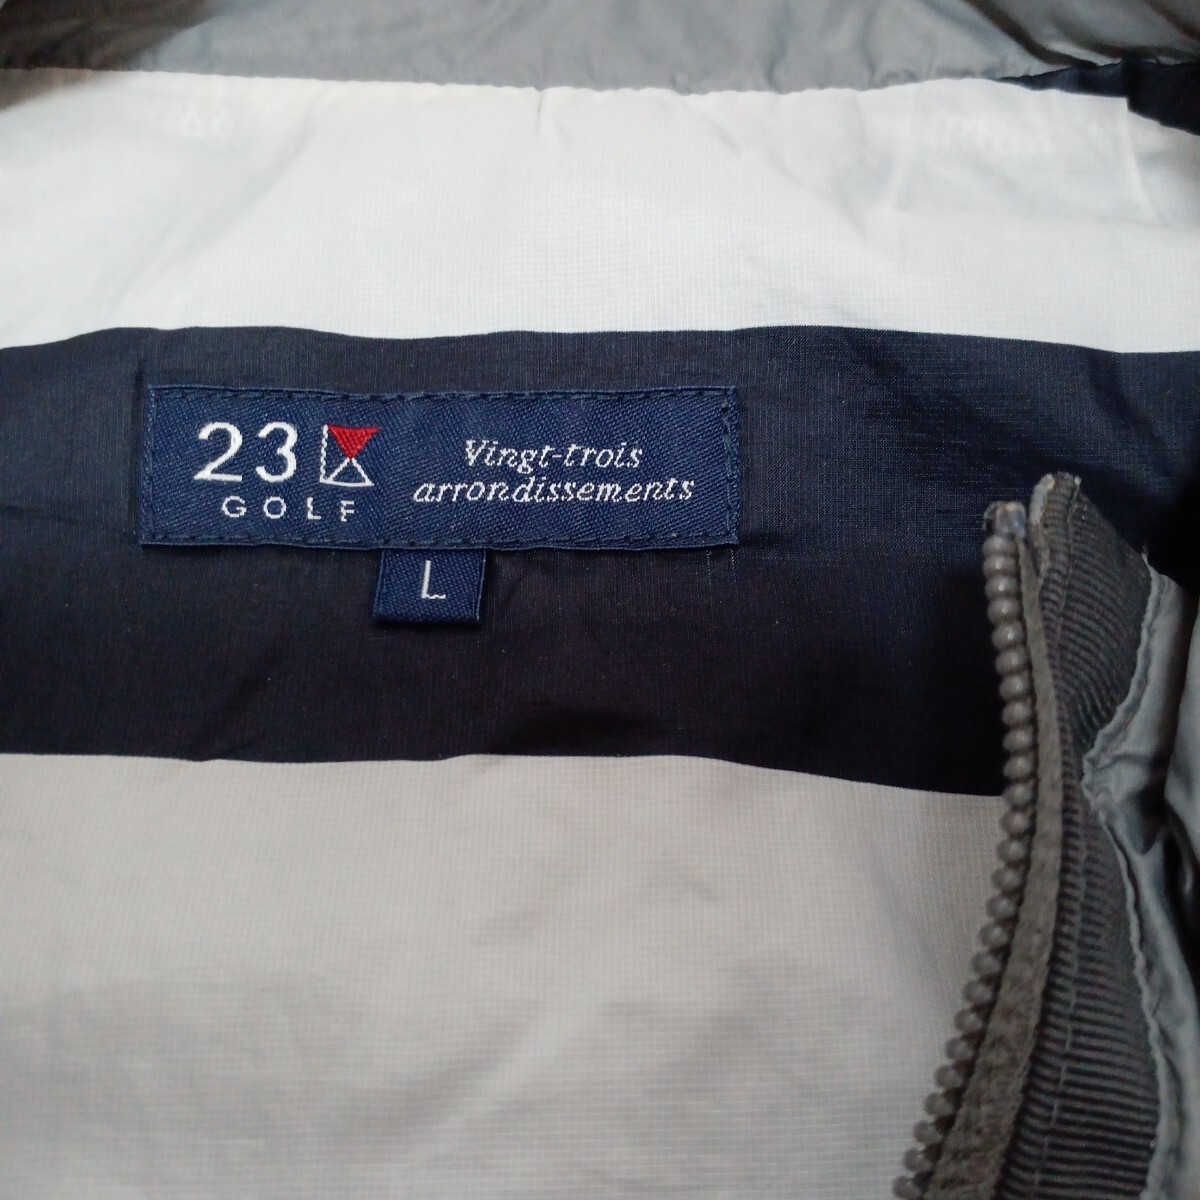 23
GOLF
Vingt-trois
arrondissements
L